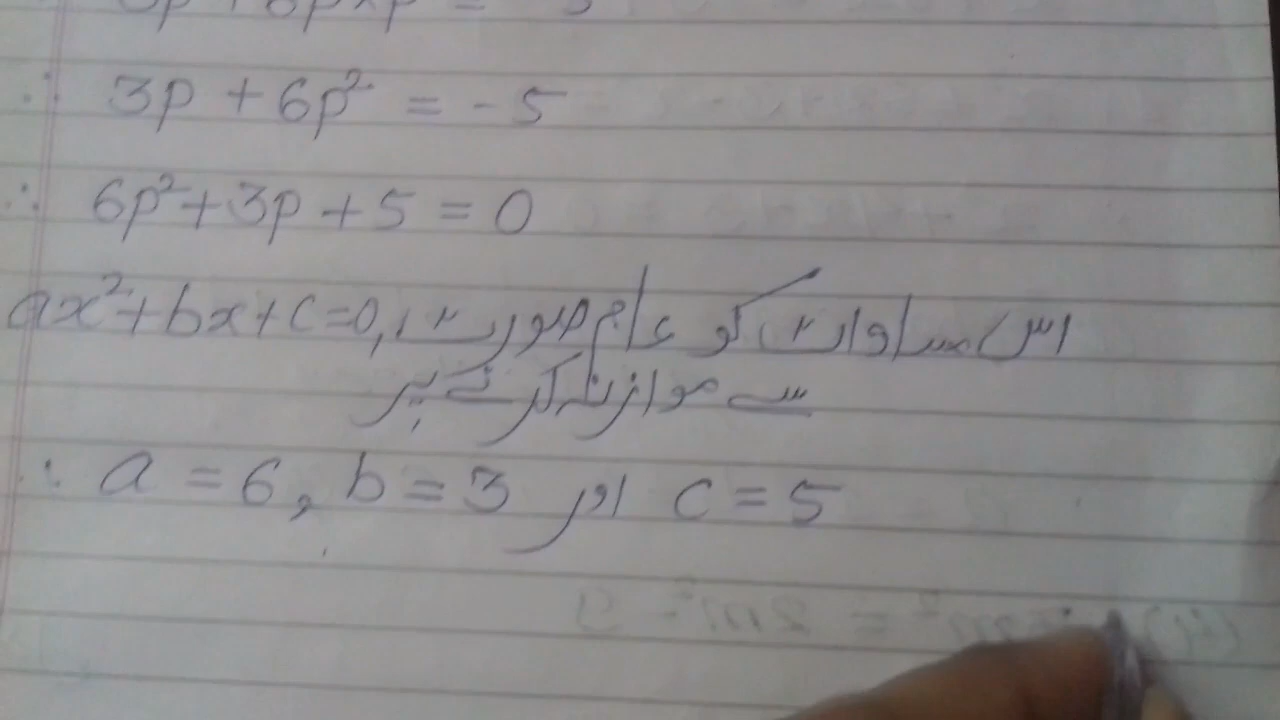 ∴ 3p + 6p² = -5
∴ 6p² + 3p + 5 = 0
اس مساوات کو عام صورت، ax² + bx + c = 0
سے موازنہ کرنے پر
∴ a = 6, b = 3 اور c = 5